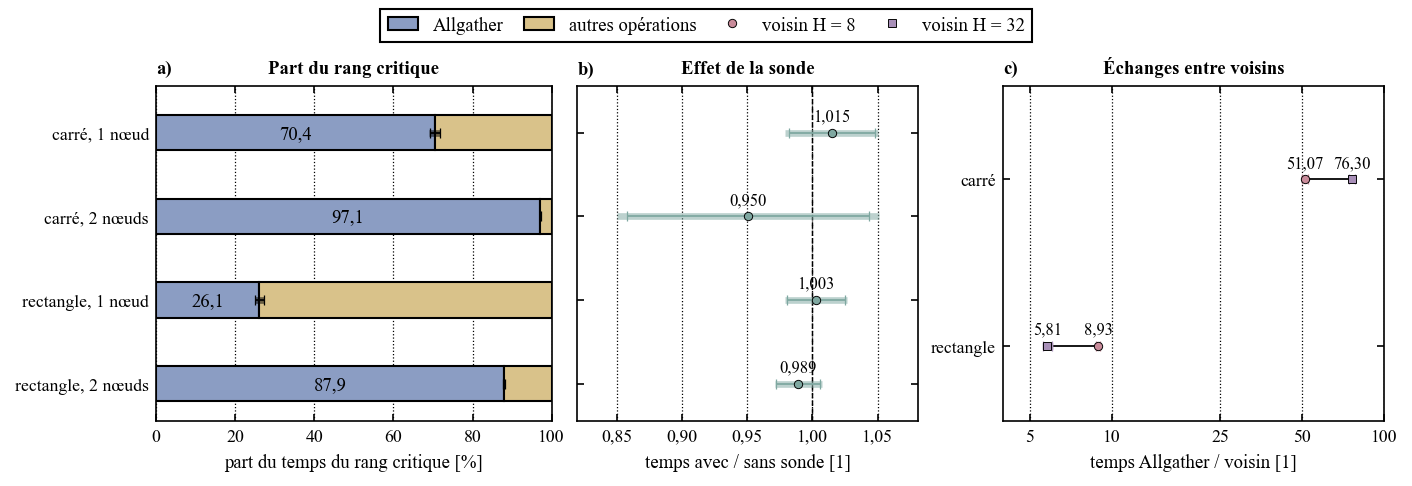 Allgather autres opérations voisin H = 8 voisin H = 32
a) Part du rang critique
carré, 1 nœud
carré, 2 nœuds
rectangle, 1 nœud
rectangle, 2 nœuds
70,4
97,1
26,1
87,9
0 20 40 60 80 100
part du temps du rang critique [%]
b) Effet de la sonde
1,015
0,950
1,003
0,989
0,85 0,90 0,95 1,00 1,05
temps avec / sans sonde [1]
c) Échanges entre voisins
carré
rectangle
51,07 76,30
5,81 8,93
5 10 25 50 100
temps Allgather / voisin [1]